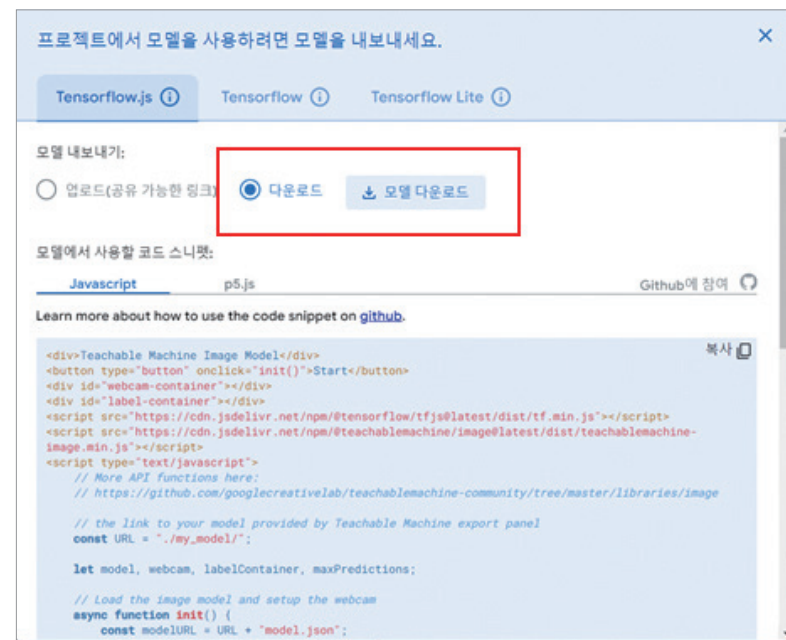 프로젝트에서 모델을 사용하려면 모델을 내보내세요.
Tensorflow.js Tensorflow Tensorflow Lite
모델 내보내기:
업로드(공유 가능한 링크) 다운로드 모델 다운로드
모델에서 사용할 코드 스니펫:
Javascript p5.js Github에 참여
Learn more about how to use the code snippet on github.
복사
<div>Teachable Machine Image Model</div>
<button type="button" onclick="init()">Start</button>
<div id="webcam-container"></div>
<div id="label-container"></div>
<script src="https://cdn.jsdelivr.net/npm/@tensorflow/tfjs@latest/dist/tf.min.js"></script>
<script src="https://cdn.jsdelivr.net/npm/@teachablemachine/image@latest/dist/teachablemachine-
image.min.js"></script>
<script type="text/javascript">
// More API functions here:
// https://github.com/googlecreativelab/teachablemachine-community/tree/master/libraries/image
// the link to your model provided by Teachable Machine export panel
const URL = "./my_model/";
let model, webcam, labelContainer, maxPredictions;
// Load the image model and setup the webcam
async function init() {
const modelURL = URL + "model.json";